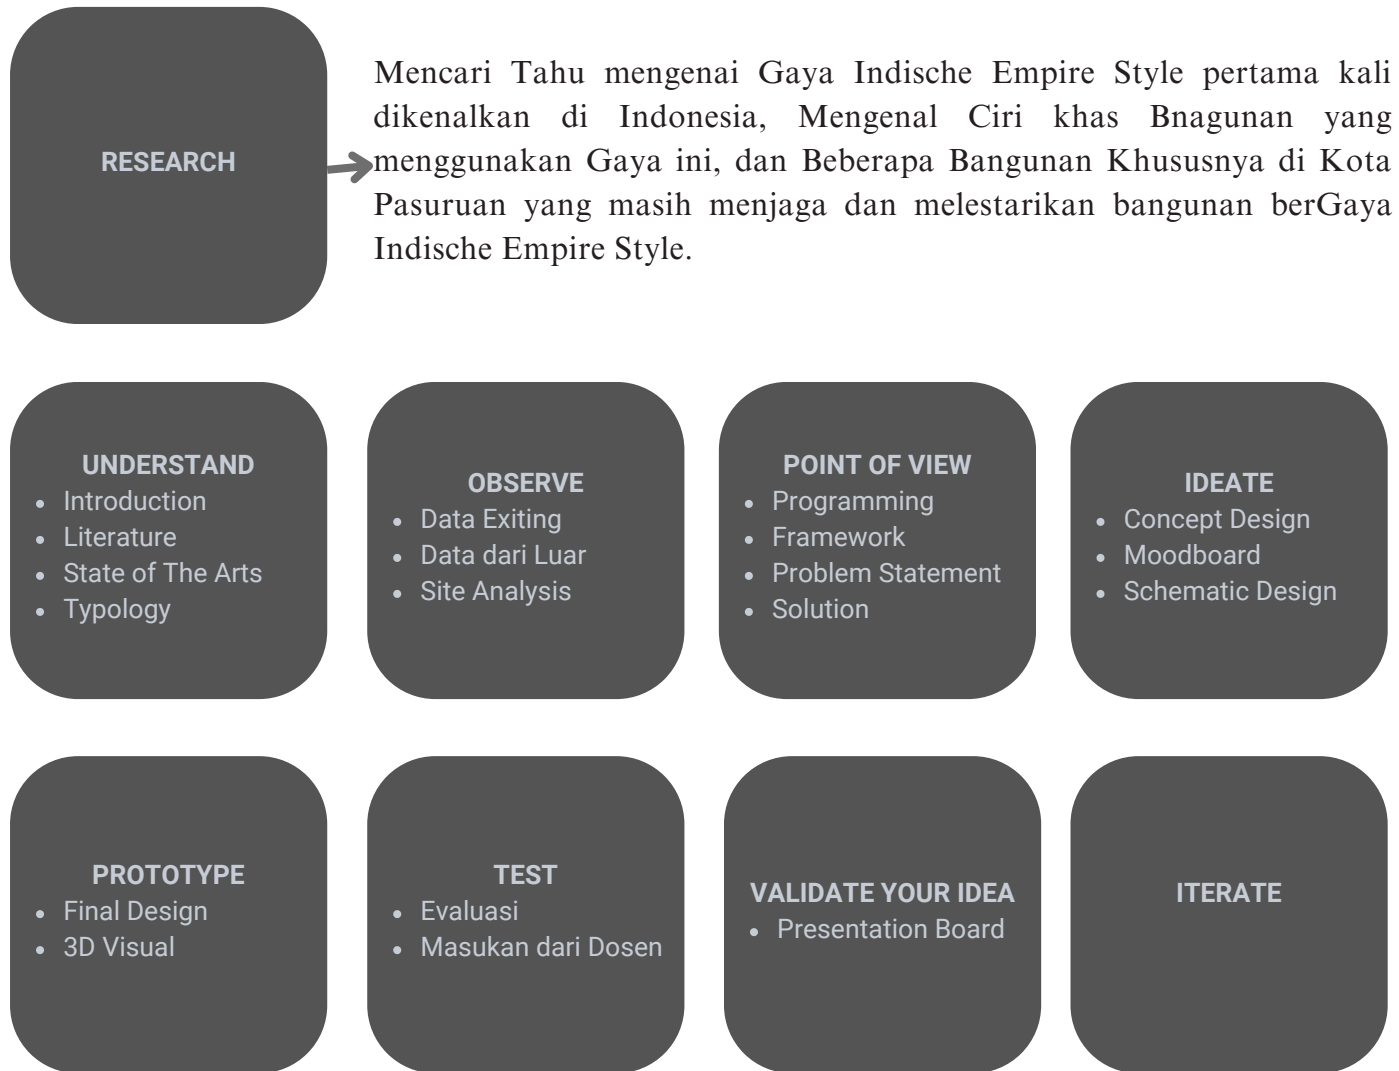 RESEARCH
Mencari Tahu mengenai Gaya Indische Empire Style pertama kali
dikenalkan di Indonesia, Mengenal Ciri khas Bnagunan yang
menggunakan Gaya ini, dan Beberapa Bangunan Khususnya di Kota
Pasuruan yang masih menjaga dan melestarikan bangunan berGaya
Indische Empire Style.
UNDERSTAND
• Introduction
• Literature
• State of The Arts
• Typology
OBSERVE
• Data Exiting
• Data dari Luar
• Site Analysis
POINT OF VIEW
• Programming
• Framework
• Problem Statement
• Solution
IDEATE
• Concept Design
• Moodboard
• Schematic Design
PROTOTYPE
• Final Design
• 3D Visual
TEST
• Evaluasi
• Masukan dari Dosen
VALIDATE YOUR IDEA
• Presentation Board
ITERATE